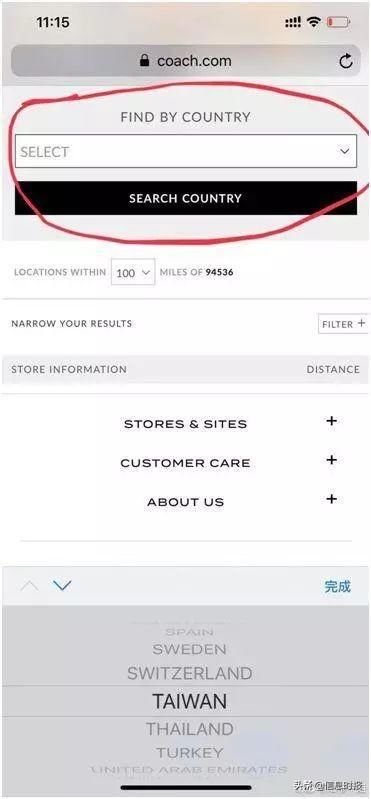 11:15
coach.com
FIND BY COUNTRY
SELECT
SEARCH COUNTRY
LOCATIONS WITHIN 100 MILES OF 94536
NARROW YOUR RESULTS FILTER +
STORE INFORMATION DISTANCE
STORES & SITES +
CUSTOMER CARE +
ABOUT US +
完成
SPAIN
SWEDEN
SWITZERLAND
TAIWAN
THAILAND
TURKEY
UNITED ARAB EMIRATES
头条@信息时报